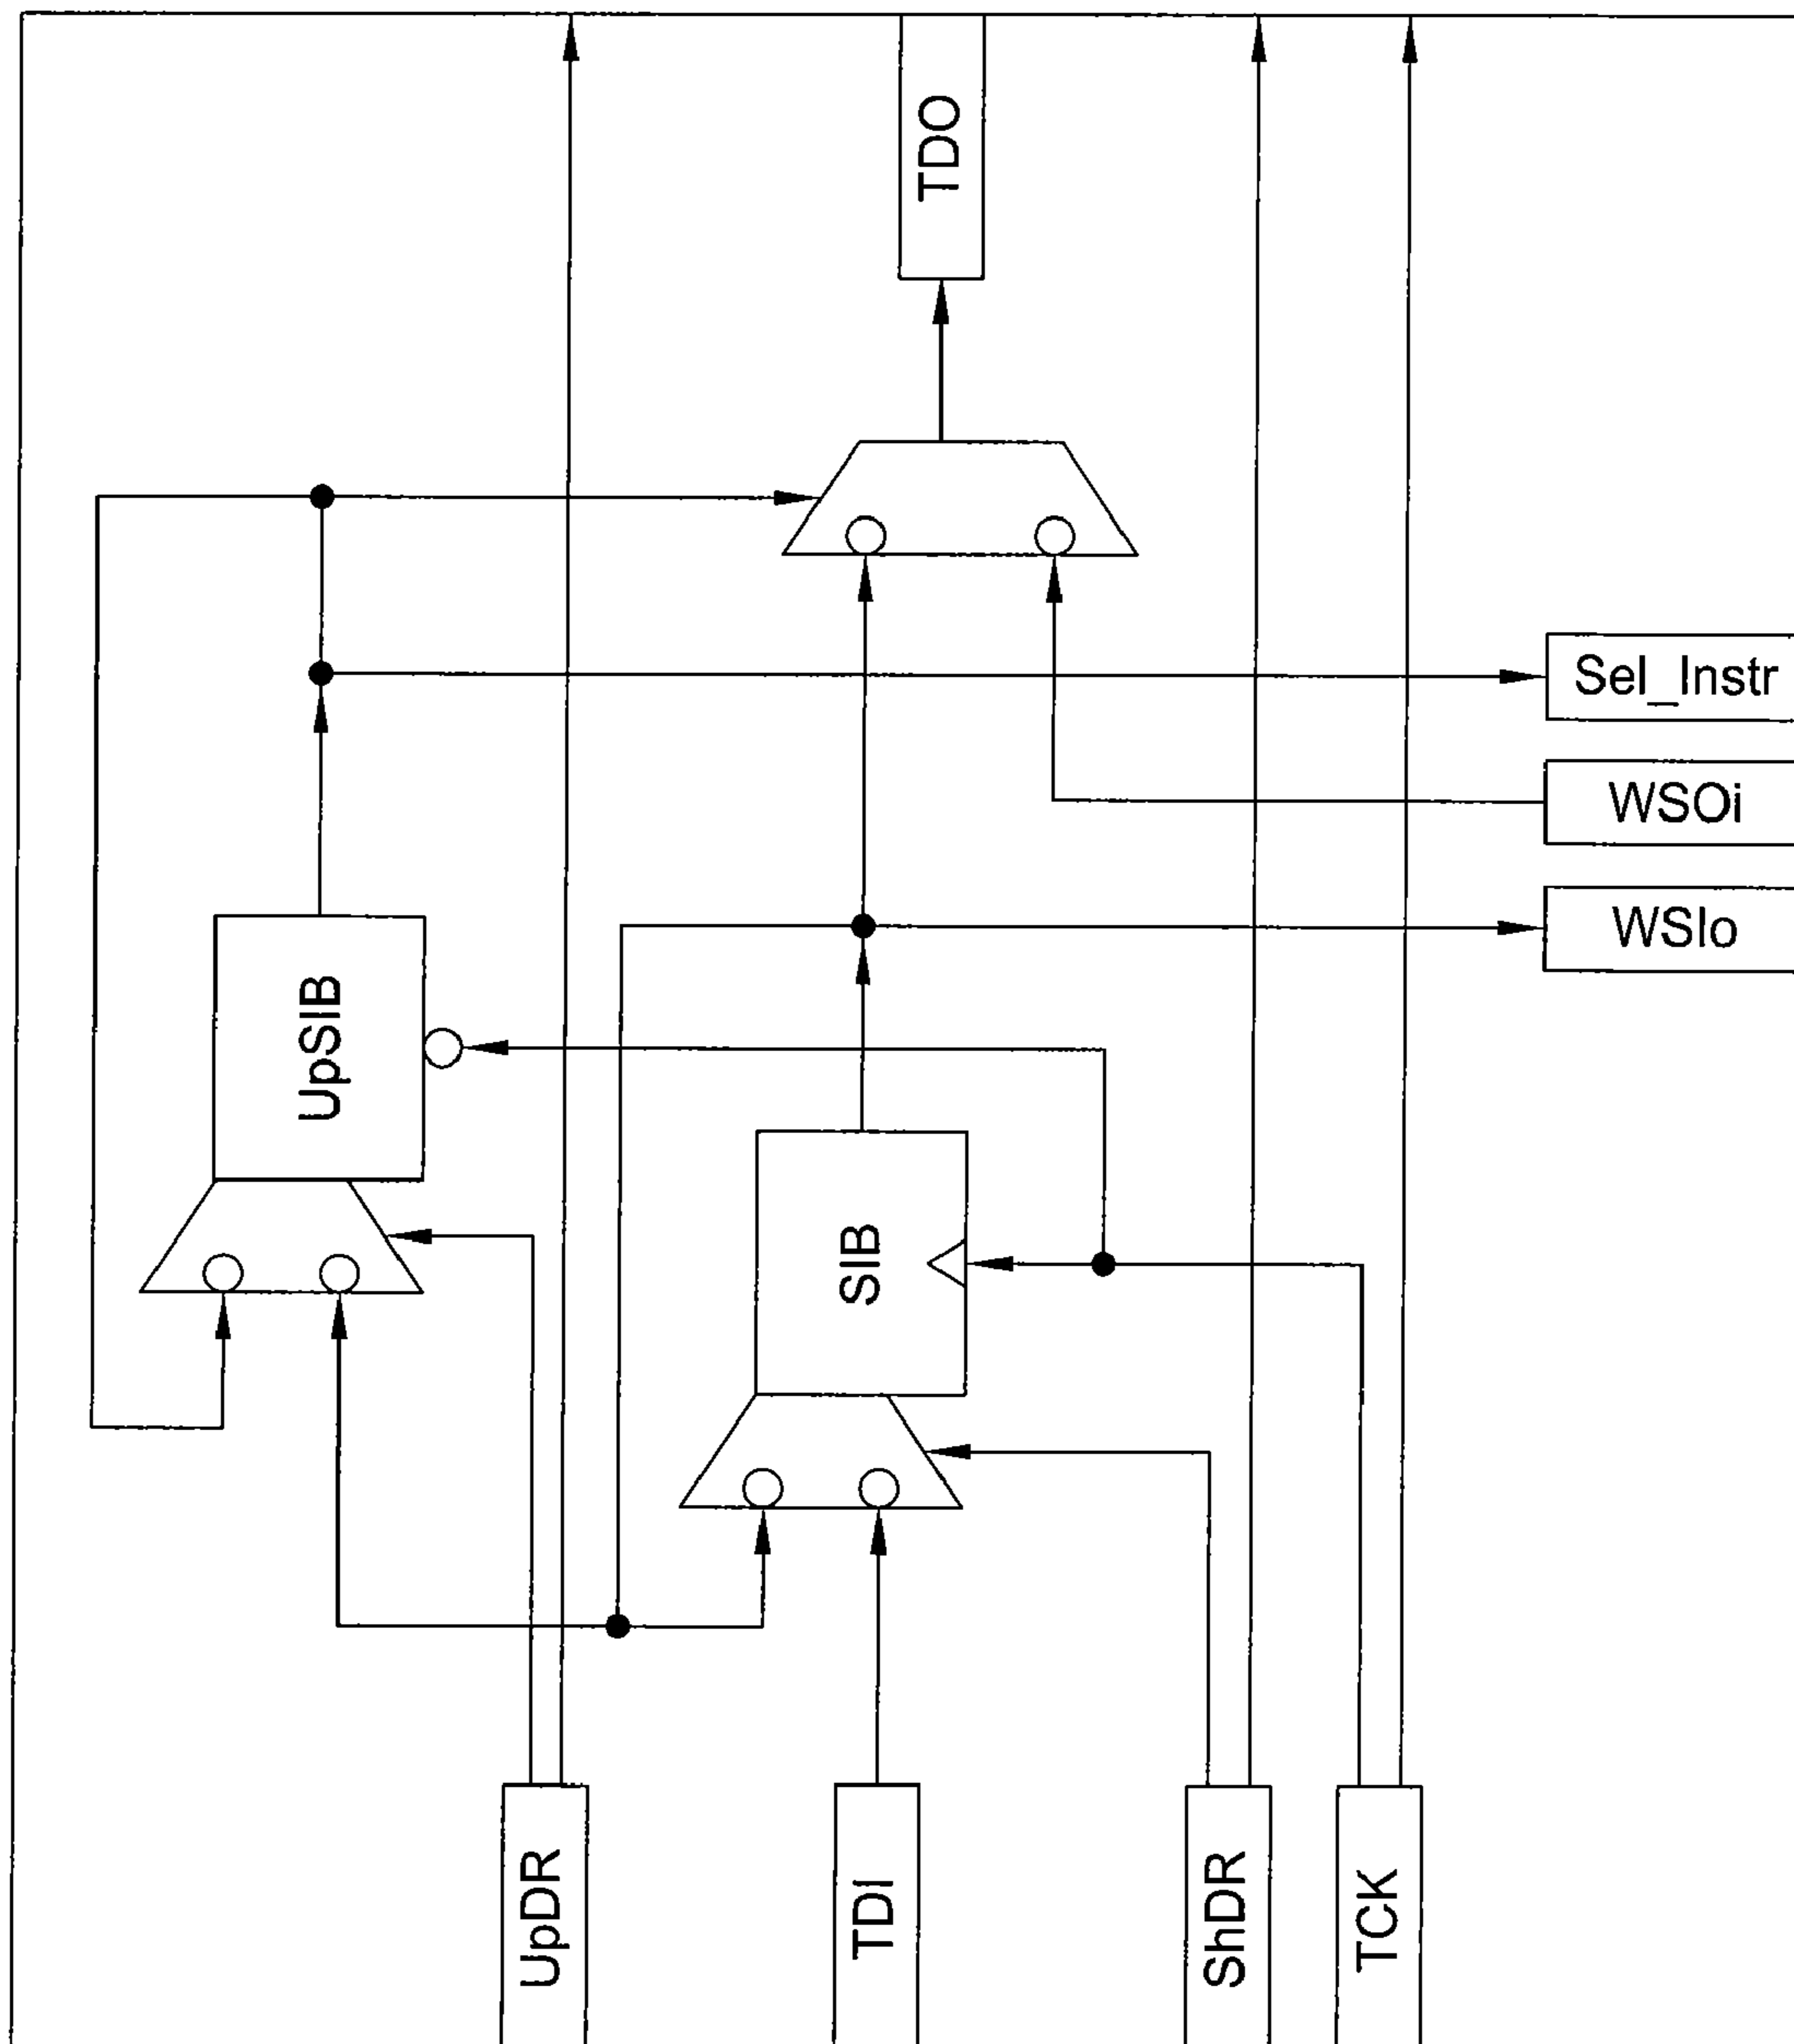 TDO
Sel_Instr
WSOi
WSIo
UpSIB
SIB
UpDR
TDI
ShDR
TCK